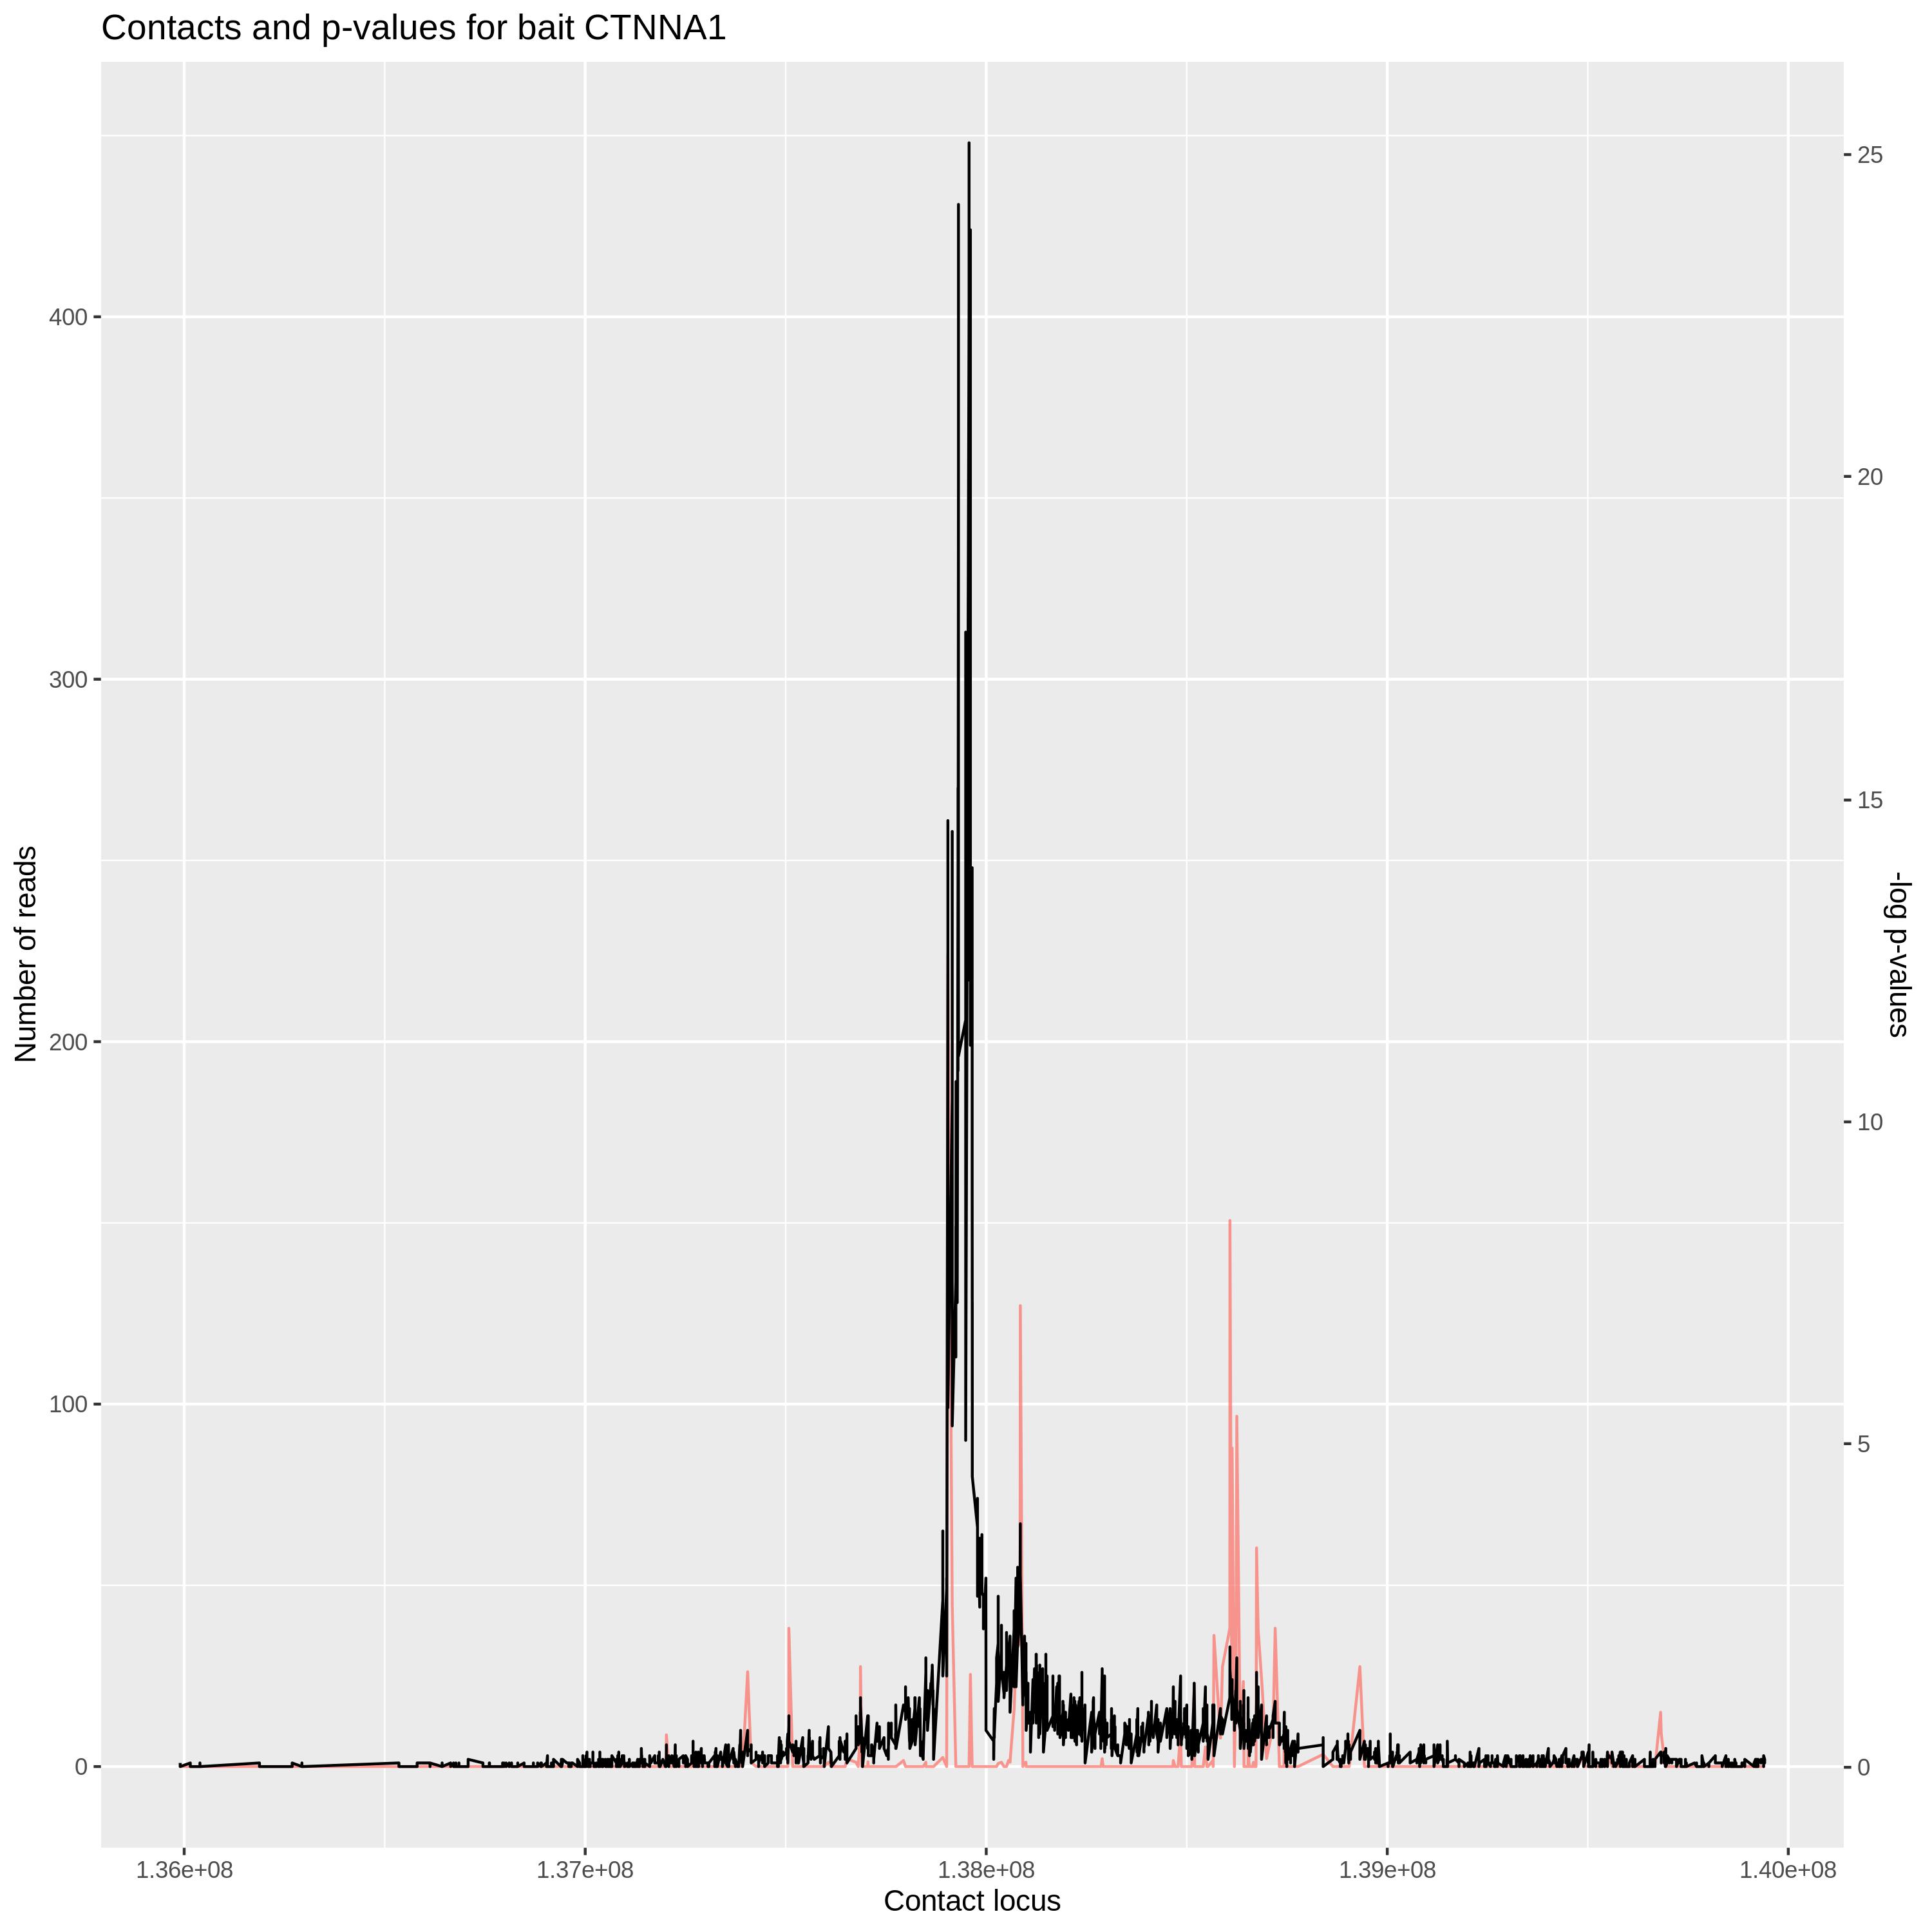 Contacts and p-values for bait CTNNA1
Number of reads
400
300
200
100
0
25
20
15
10
5
0
-log p-values
1.36e+08
1.37e+08
1.38e+08
1.39e+08
1.40e+08
Contact locus